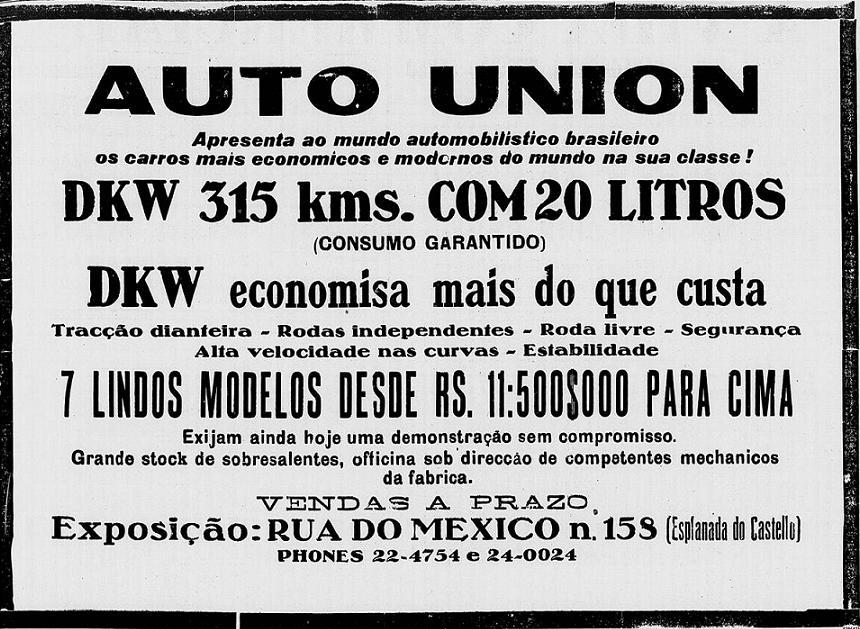 AUTO UNION
Apresenta ao mundo automobilistico brasileiro
os carros mais economicos e modernos do mundo na sua classe!
DKW 315 kms. COM 20 LITROS
(CONSUMO GARANTIDO)
DKW economisa mais do que custa
Tracção dianteira - Rodas independentes - Roda livre - Segurança
Alta velocidade nas curvas - Estabilidade
7 LINDOS MODELOS DESDE RS. 11:500$000 PARA CIMA
Exijam ainda hoje uma demonstração sem compromisso.
Grande stock de sobresalentes, officina sob direcção de competentes mechanicos
da fabrica.
VENDAS A PRAZO,
Exposição: RUA DO MEXICO n. 158 (Esplanada do Castello)
PHONES 22-4754 e 24-0024